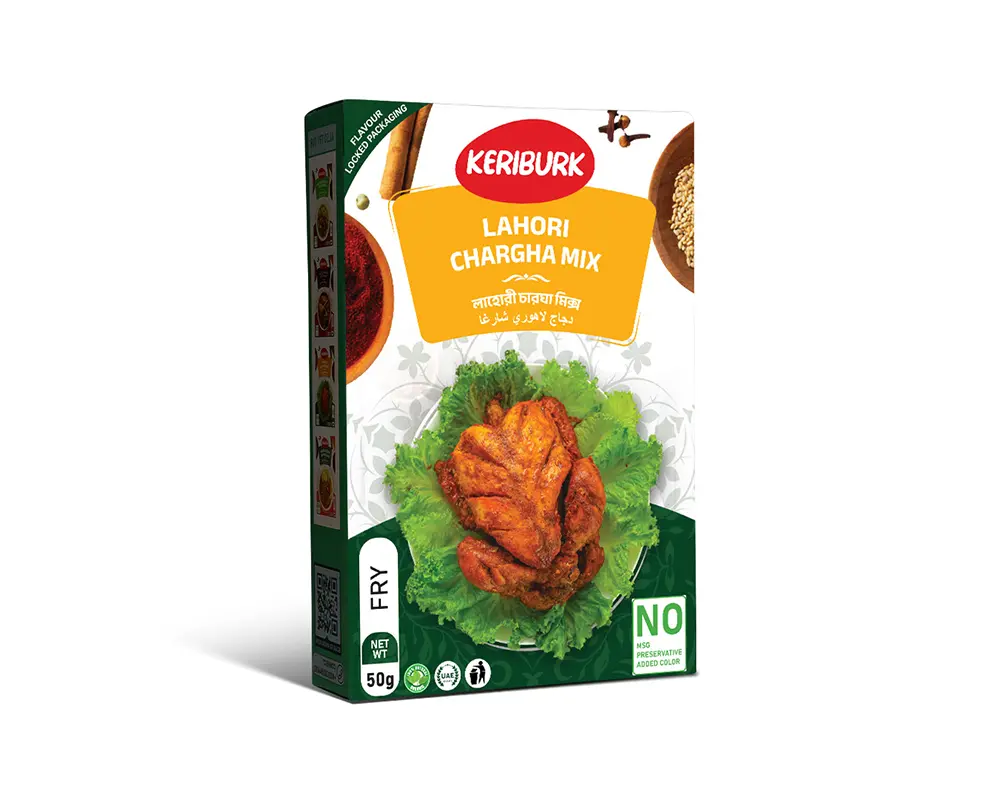 FLAVOUR
LOCKED PACKAGING
KERIBURK
LAHORI
CHARGHA MIX
লাহোরী চারঘা মিক্স
دجاج لاهوري شارغا
FRY
NET
WT
50g
UAE
NO
MSG
PRESERVATIVE
ADDED COLOR